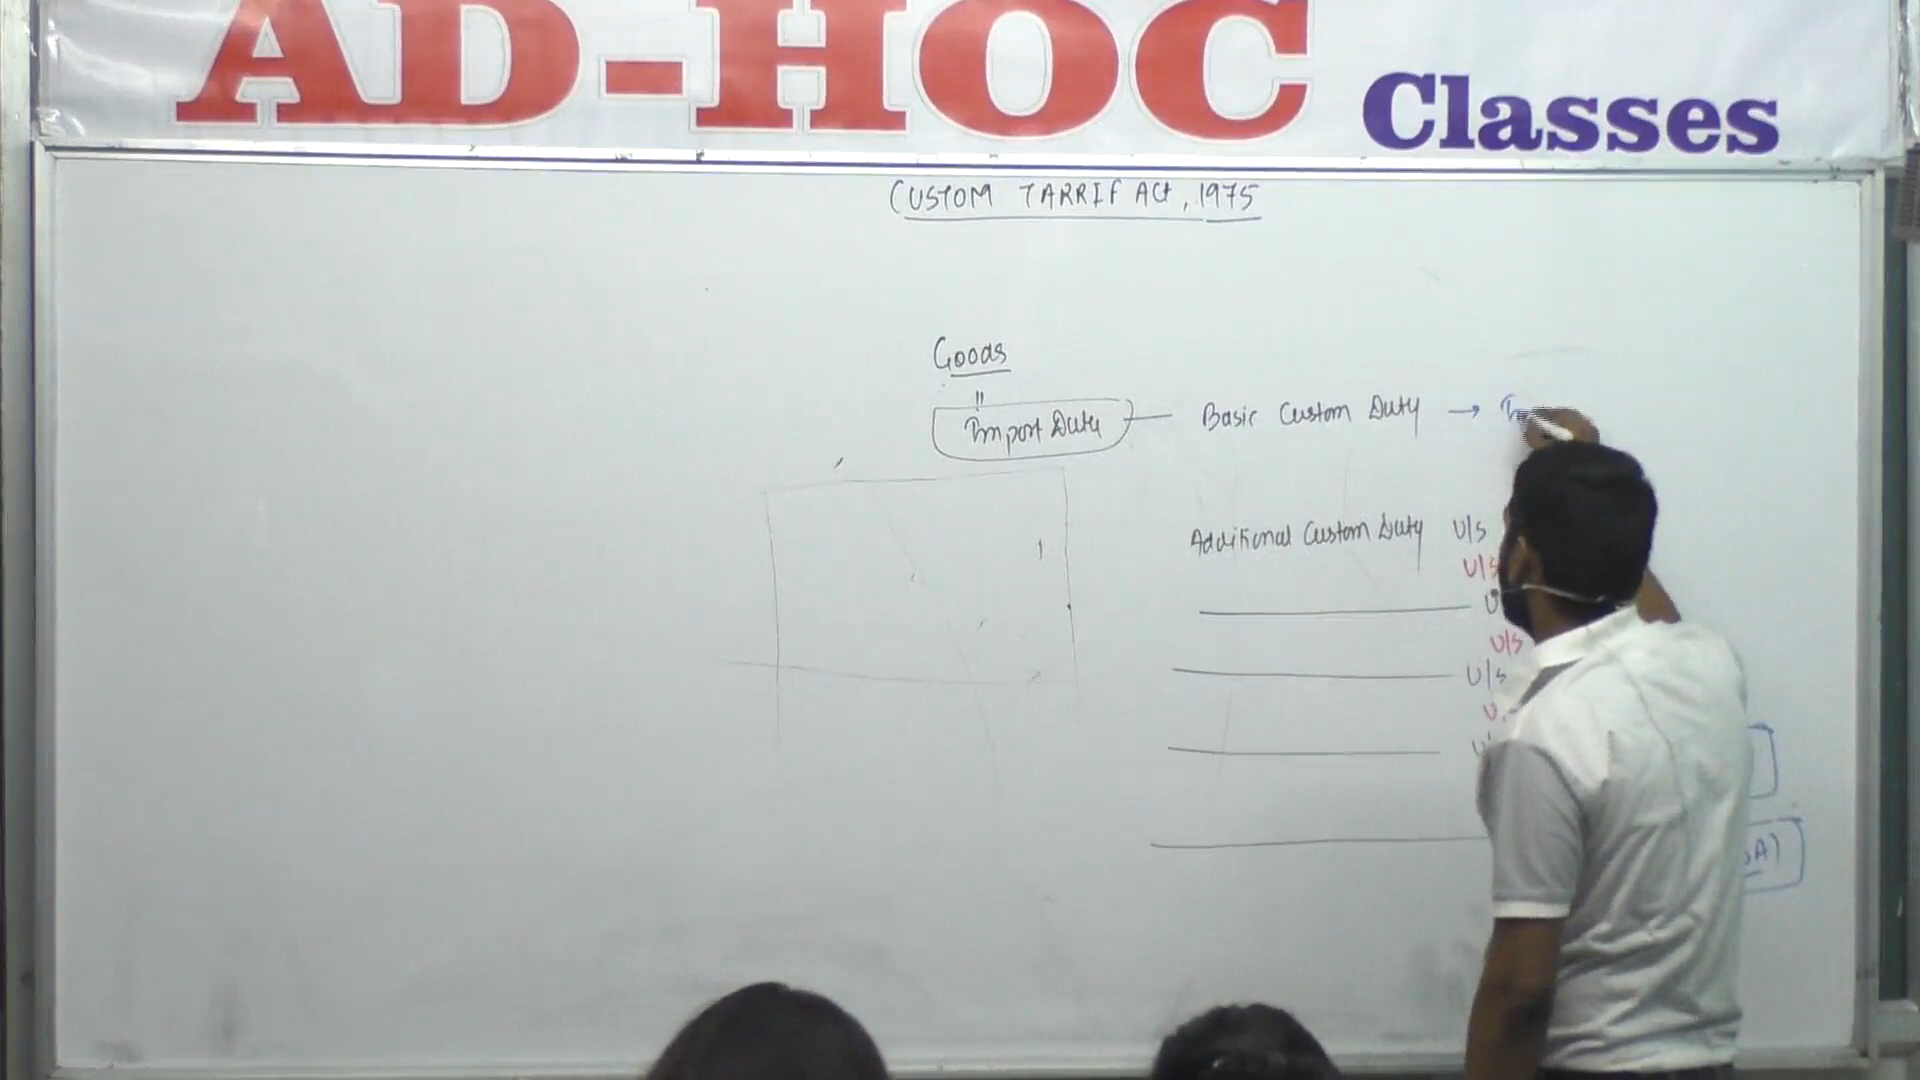 AD-HOC Classes
CUSTOM TARRIF Act, 1975
Goods
Import Duty — Basic Custom Duty →
Additional Custom Duty U/s
U/s
U/s
U/s